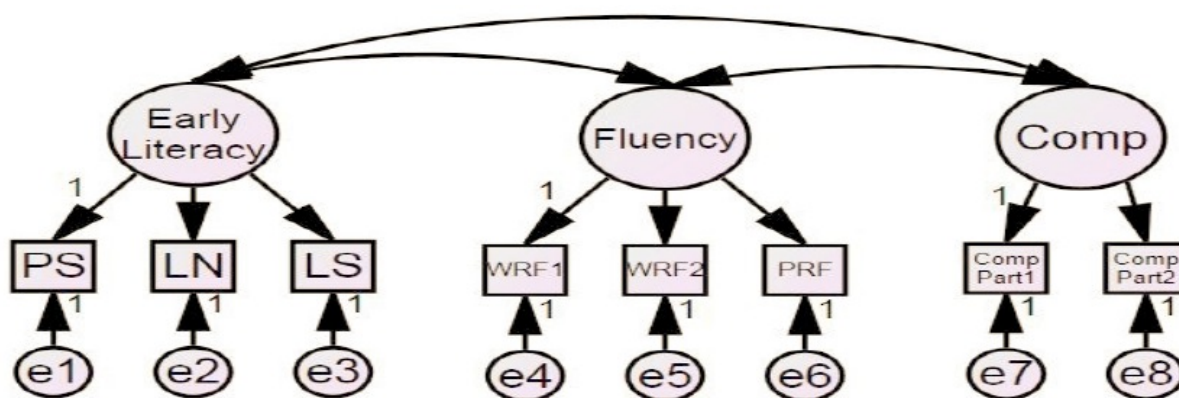 Early
Literacy
Fluency
Comp
1
1
1
PS
LN
LS
WRF1
WRF2
PRF
Comp
Part1
Comp
Part2
1
1
1
1
1
1
1
1
e1
e2
e3
e4
e5
e6
e7
e8